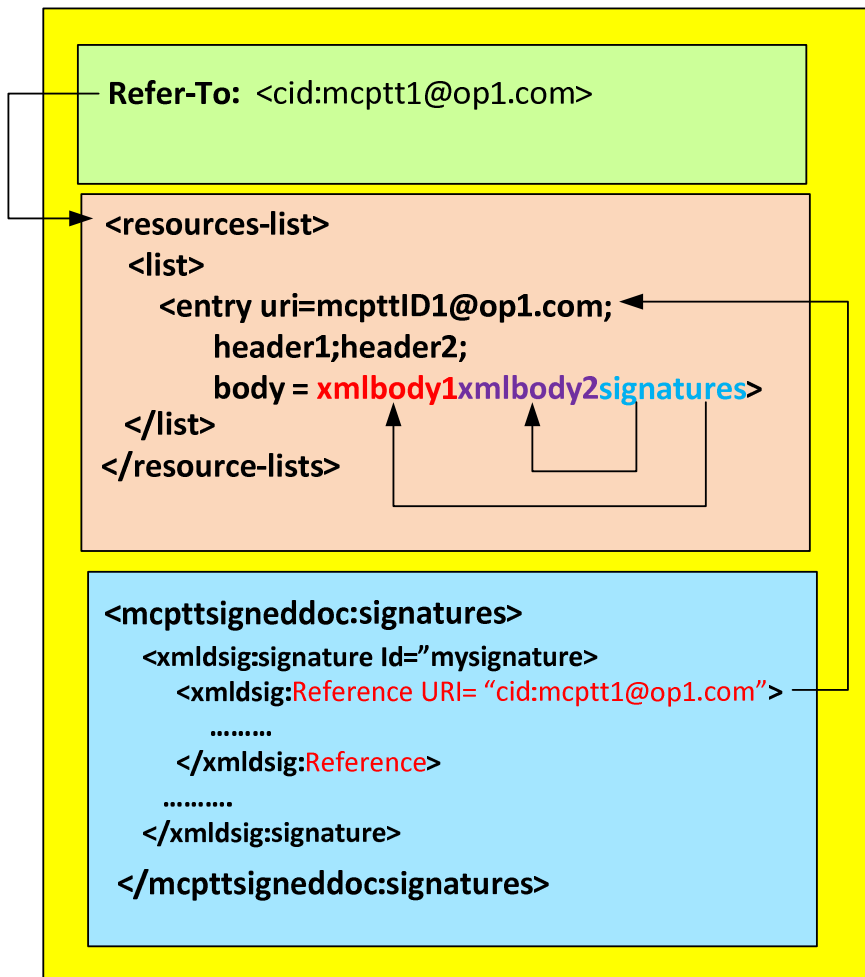 Refer-To: <cid:mcptt1@op1.com>
<resources-list>
<list>
<entry uri=mcpttID1@op1.com;
header1;header2;
body = xmlbody1xmlbody2signatures>
</list>
</resource-lists>
<mcpttsigneddoc:signatures>
<xmldsig:signature Id=”mysignature>
<xmldsig:Reference URI= “cid:mcptt1@op1.com”>
………
</xmldsig:Reference>
……….
</xmldsig:signature>
</mcpttsigneddoc:signatures>